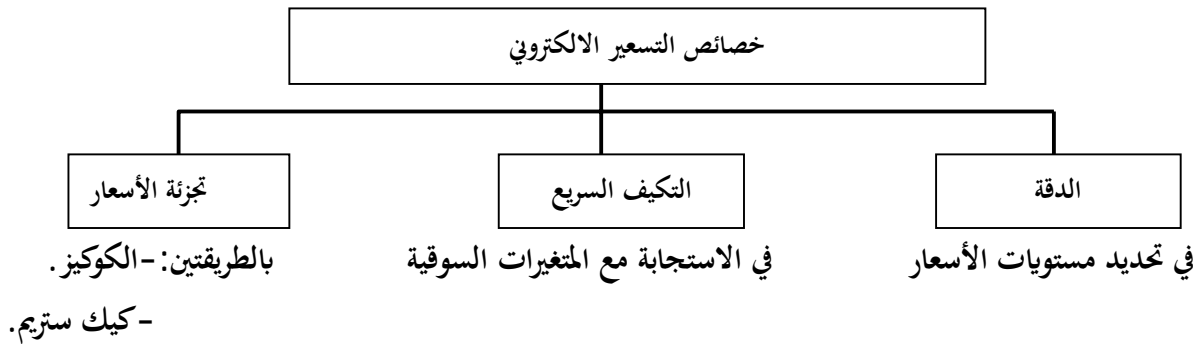 خصائص التسعير الالكتروني
الدقة
التكيف السريع
تجزئة الأسعار
في تحديد مستويات الأسعار
في الاستجابة مع المتغيرات السوقية
بالطريقتين: -الكوكيز.
-كيك ستريم.